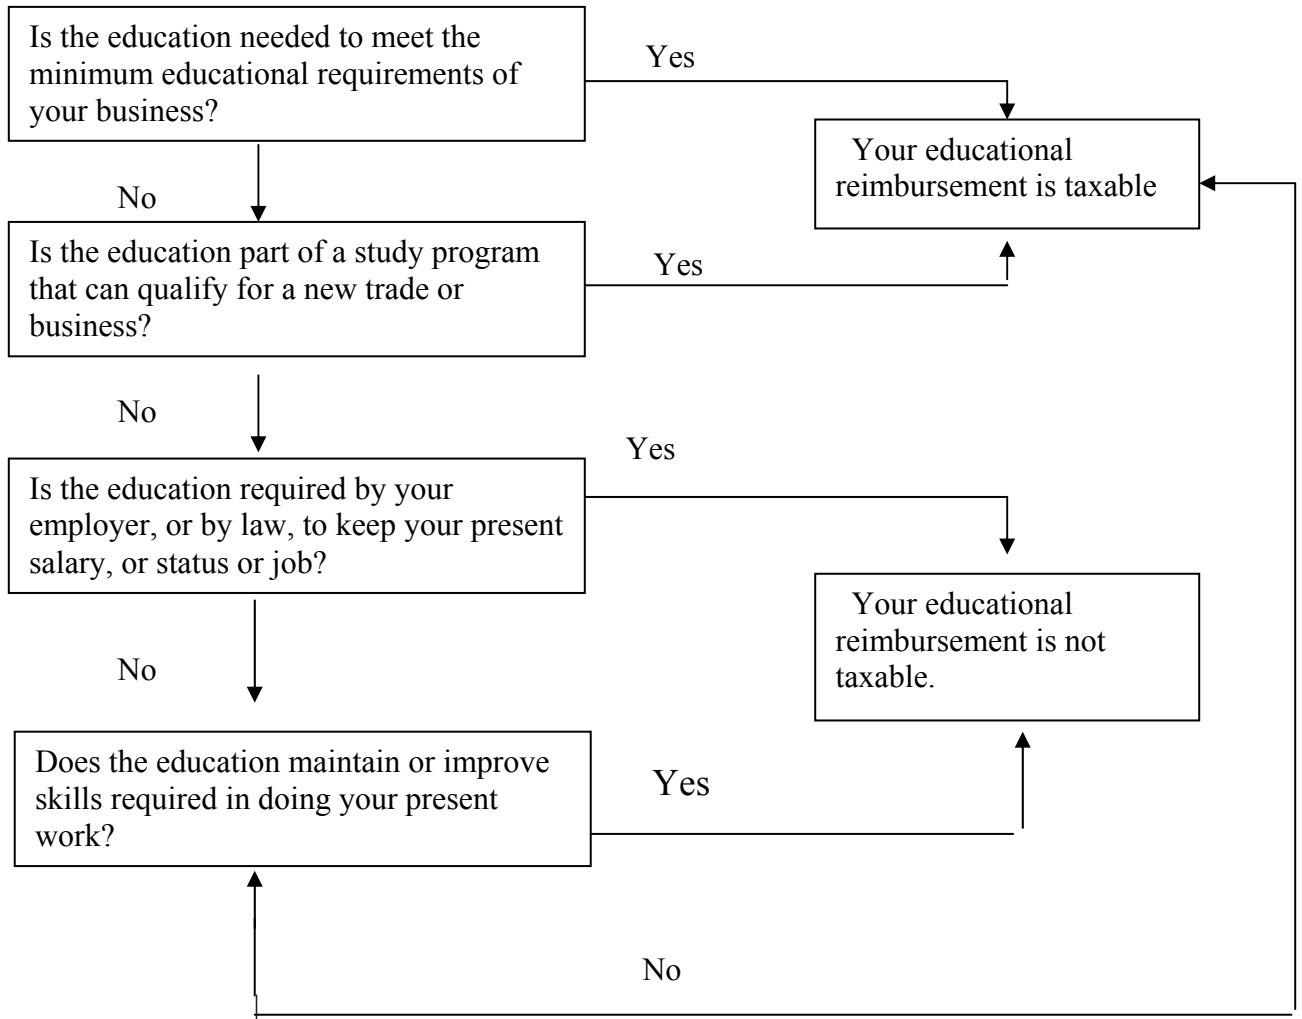 Is the education needed to meet the
minimum educational requirements of
your business?
Yes
Your educational
reimbursement is taxable
No
Is the education part of a study program
that can qualify for a new trade or
business?
Yes
No
Is the education required by your
employer, or by law, to keep your present
salary, or status or job?
Yes
Your educational
reimbursement is not
taxable.
No
Does the education maintain or improve
skills required in doing your present
work?
Yes
No